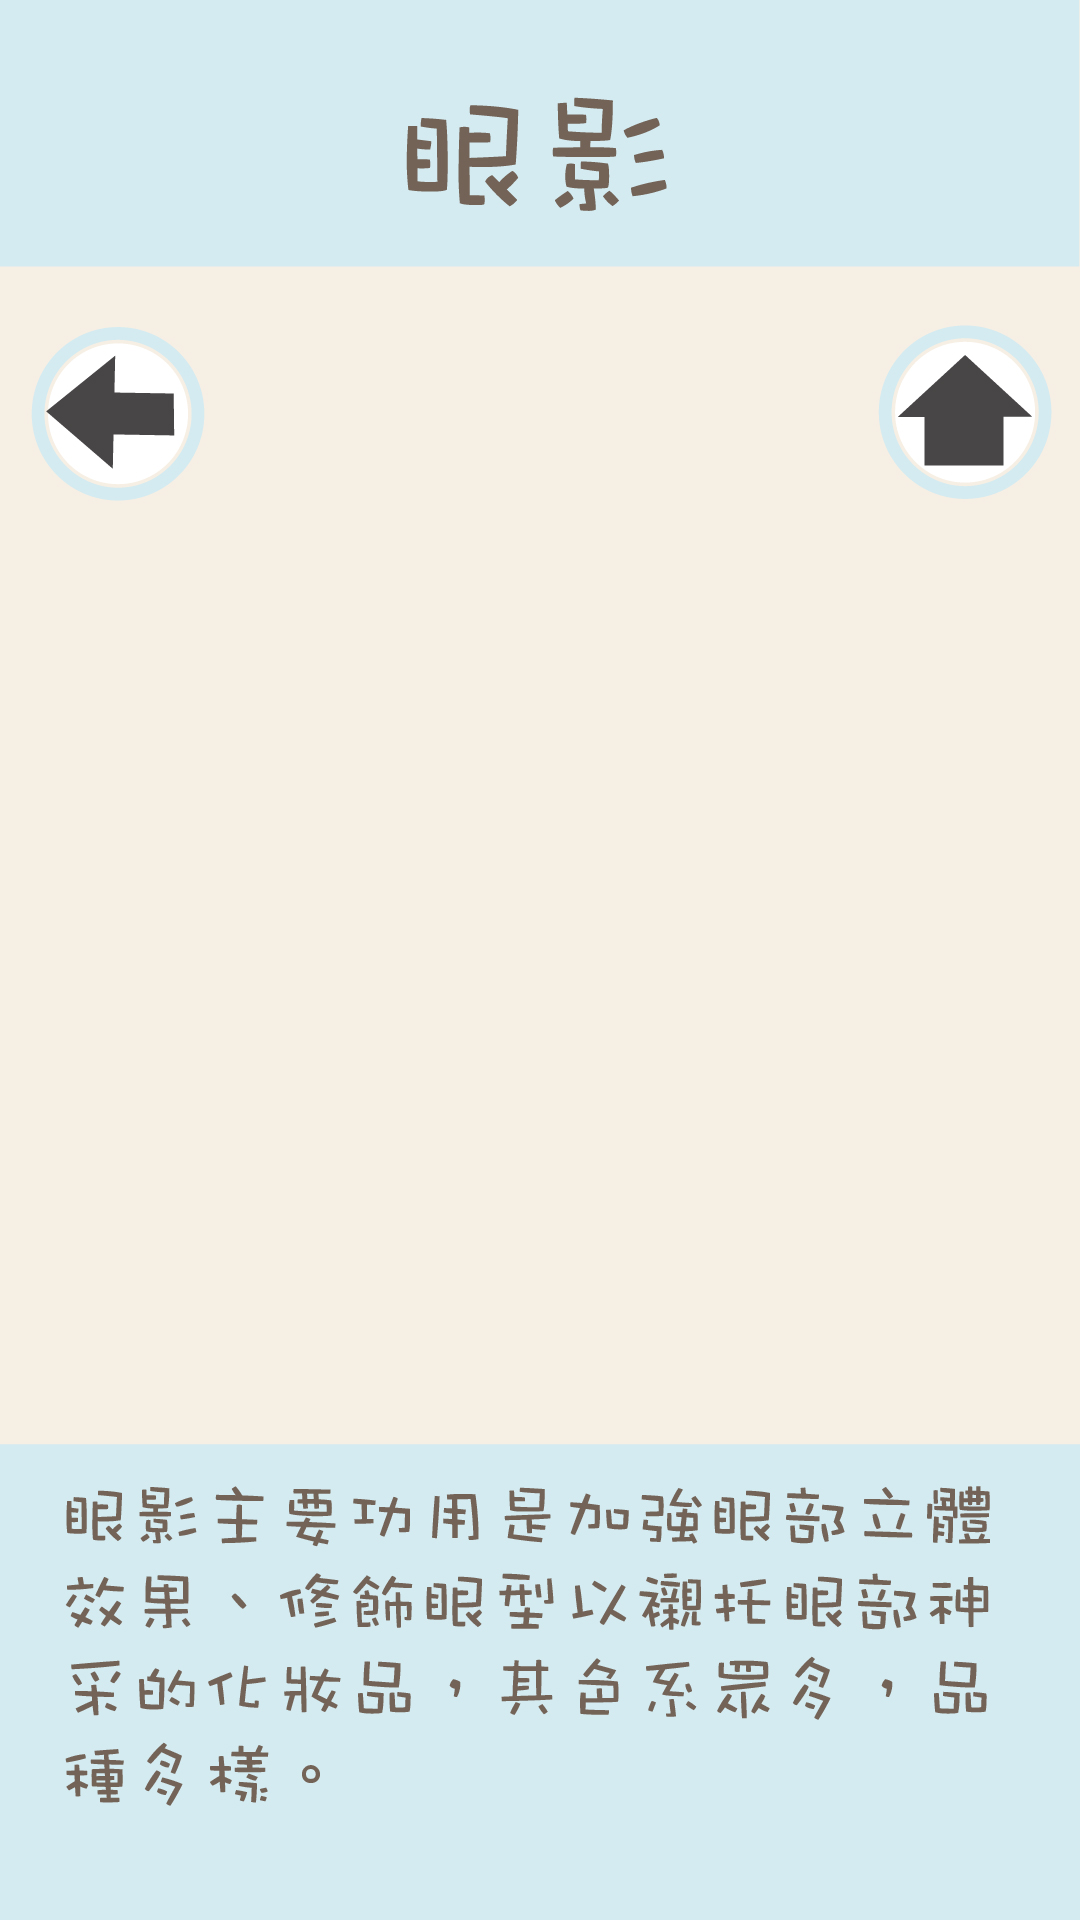 眼影
眼影主要功用是加強眼部立體
效果、修飾眼型以襯托眼部神
采的化妝品，其色系眾多，品
種多樣。